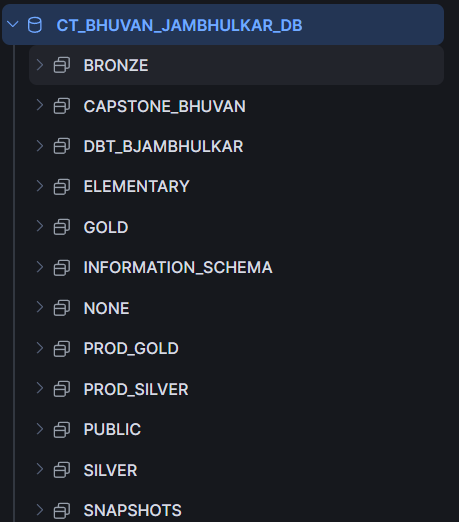 CT_BHUVAN_JAMBHULKAR_DB
BRONZE
CAPSTONE_BHUVAN
DBT_BJAMBHULKAR
ELEMENTARY
GOLD
INFORMATION_SCHEMA
NONE
PROD_GOLD
PROD_SILVER
PUBLIC
SILVER
SNAPSHOTS